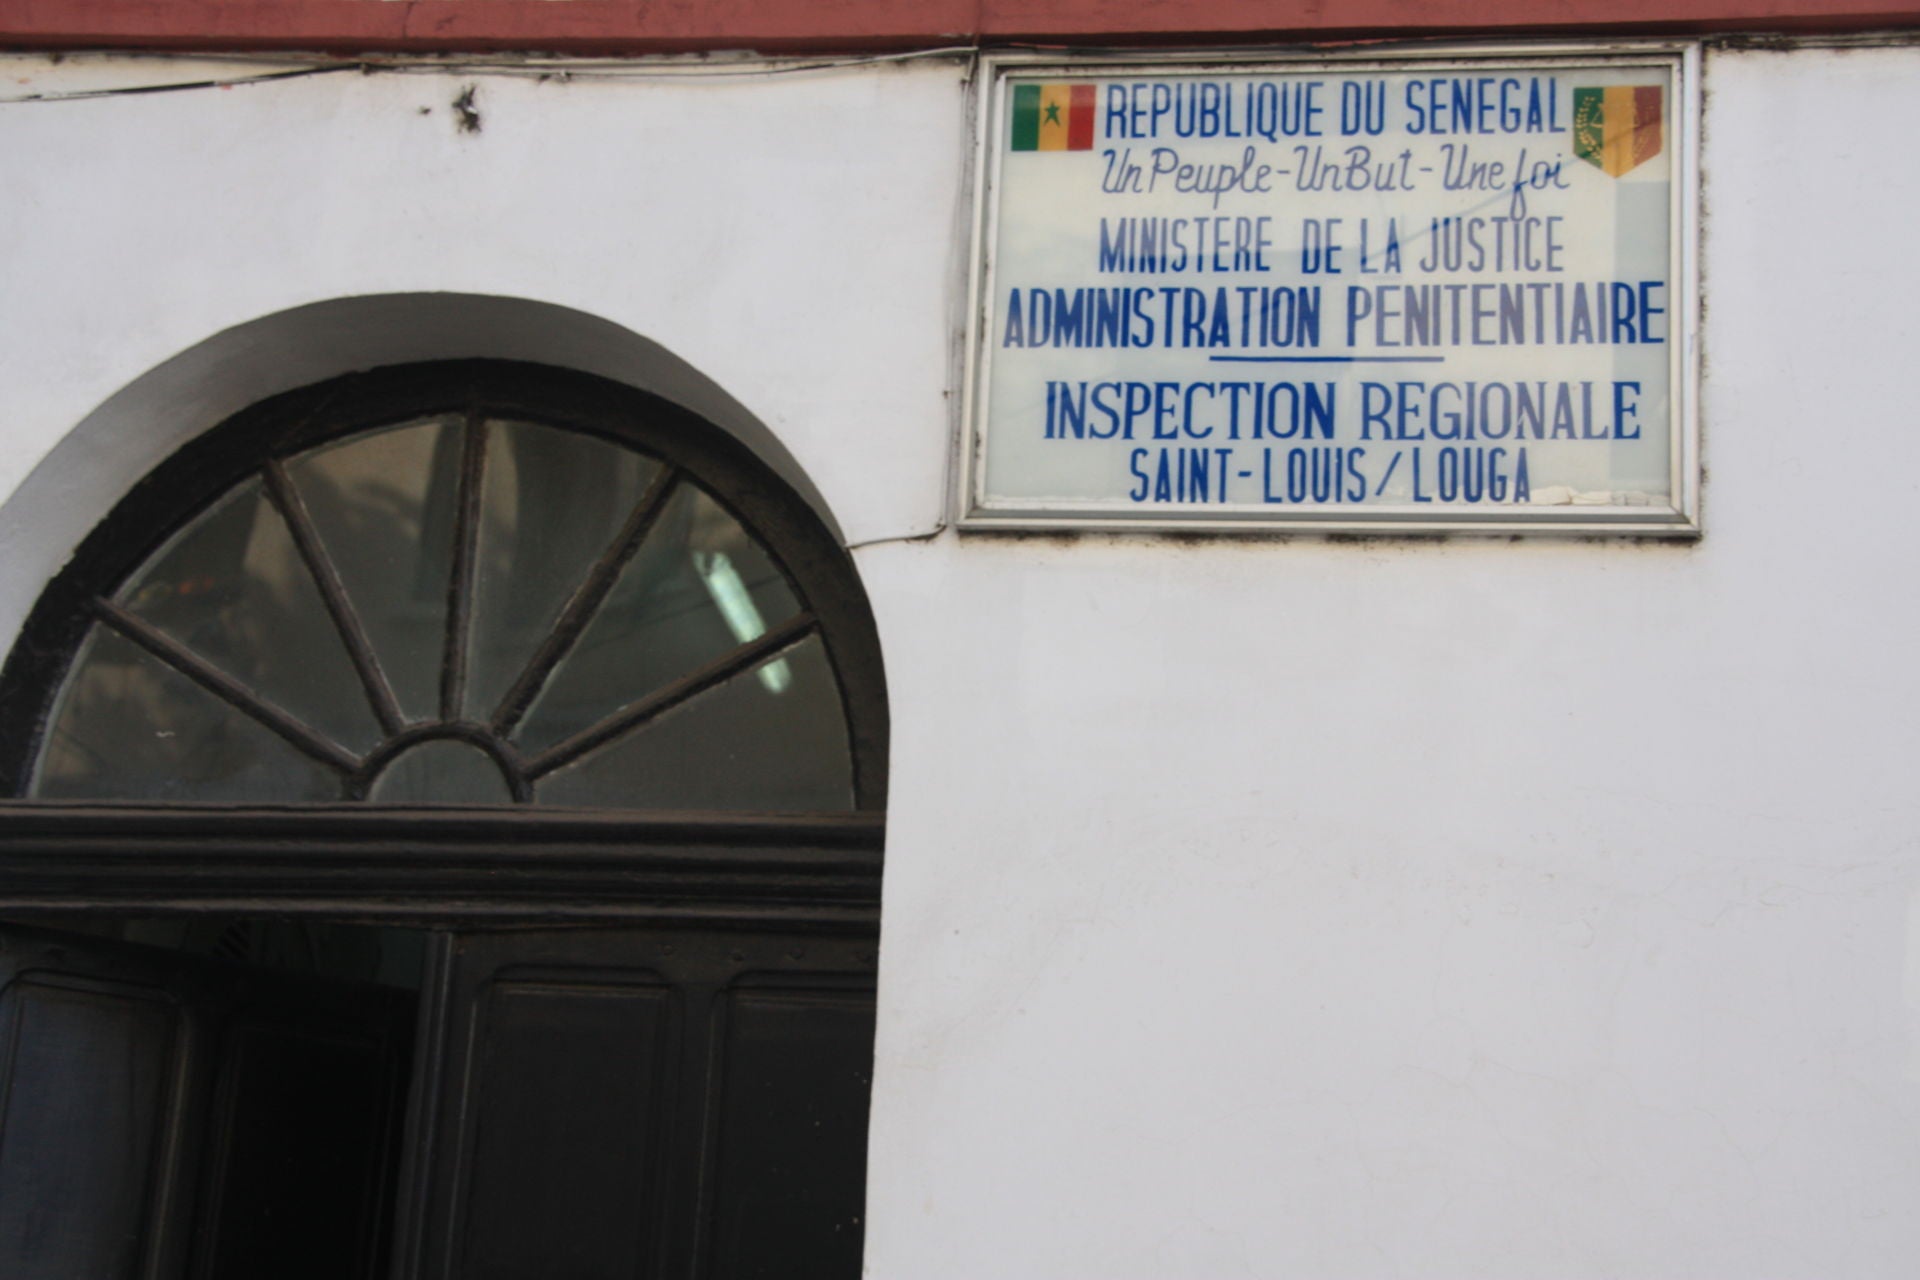 REPUBLIQUE DU SENEGAL
Un Peuple-Un But-Une foi
MINISTERE DE LA JUSTICE
ADMINISTRATION PENITENTIAIRE
INSPECTION REGIONALE
SAINT-LOUIS/LOUGA